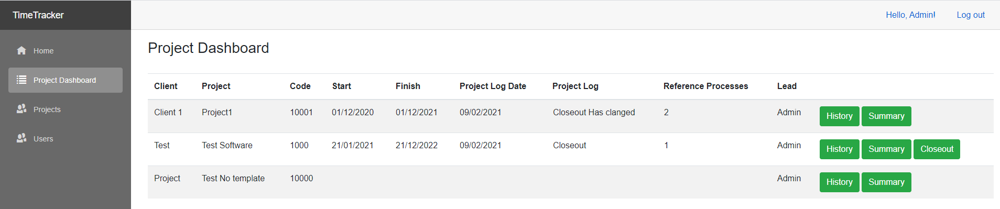 TimeTracker
Hello, Admin! Log out
Home
Project Dashboard
Projects
Users
Project Dashboard
Client Project Code Start Finish Project Log Date Project Log Reference Processes Lead
Client 1 Project1 10001 01/12/2020 01/12/2021 09/02/2021 Closeout Has clanged 2 Admin History Summary
Test Test Software 1000 21/01/2021 21/12/2022 09/02/2021 Closeout 1 Admin History Summary Closeout
Project Test No template 10000 Admin History Summary